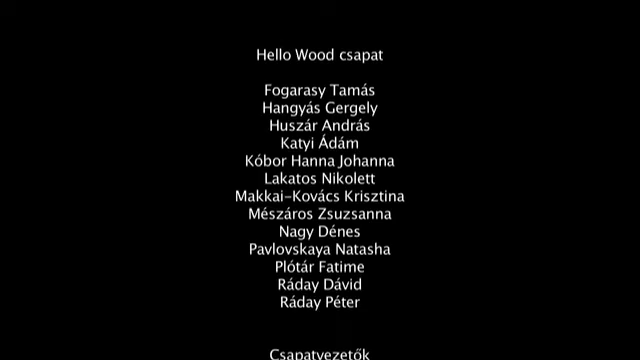 Hello Wood csapat
Fogarasy Tamás
Hangyás Gergely
Huszár András
Katyi Ádám
Kóbor Hanna Johanna
Lakatos Nikolett
Makkai-Kovács Krisztina
Mészáros Zsuzsanna
Nagy Dénes
Pavlovskaya Natasha
Plótár Fatime
Ráday Dávid
Ráday Péter
Csapatvezetők